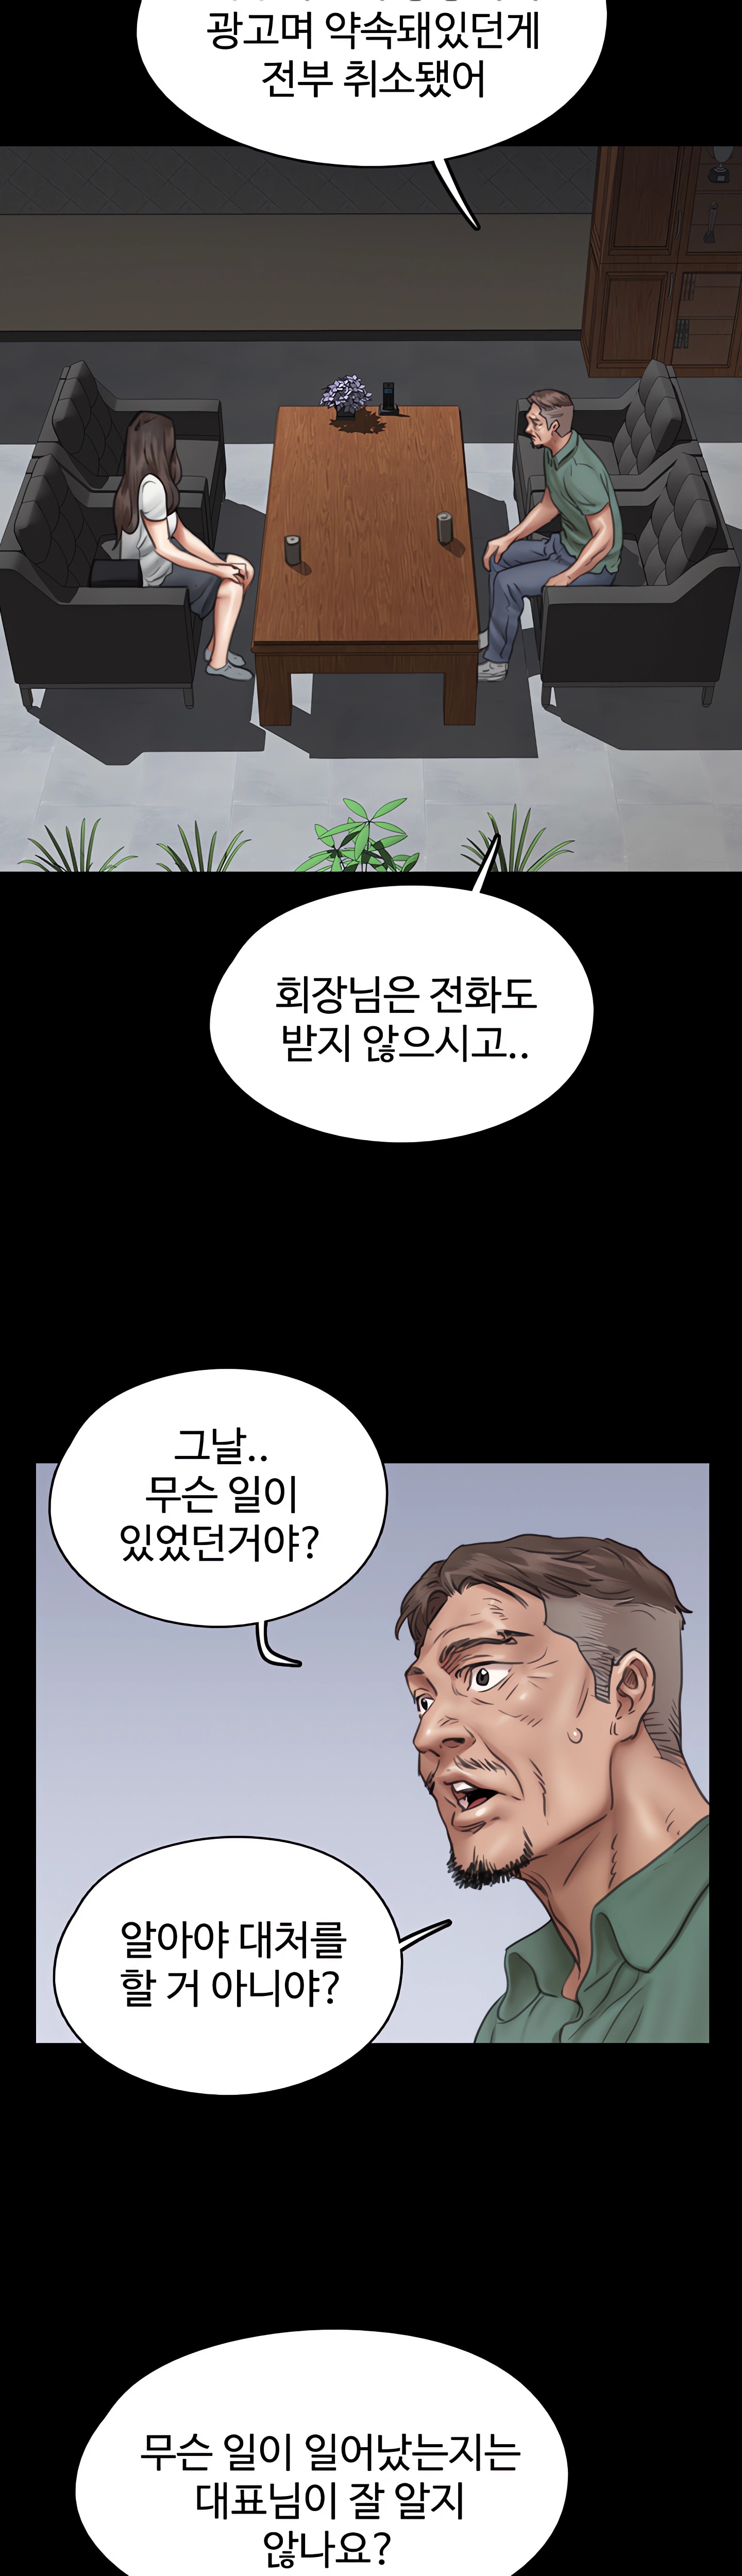 광고며 약속돼있던게
전부 취소됐어
회장님은 전화도
받지 않으시고..
그날..
무슨 일이
있었던거야?
알아야 대처를
할 거 아니야?
무슨 일이 일어났는지는
대표님이 잘 알지
않나요?